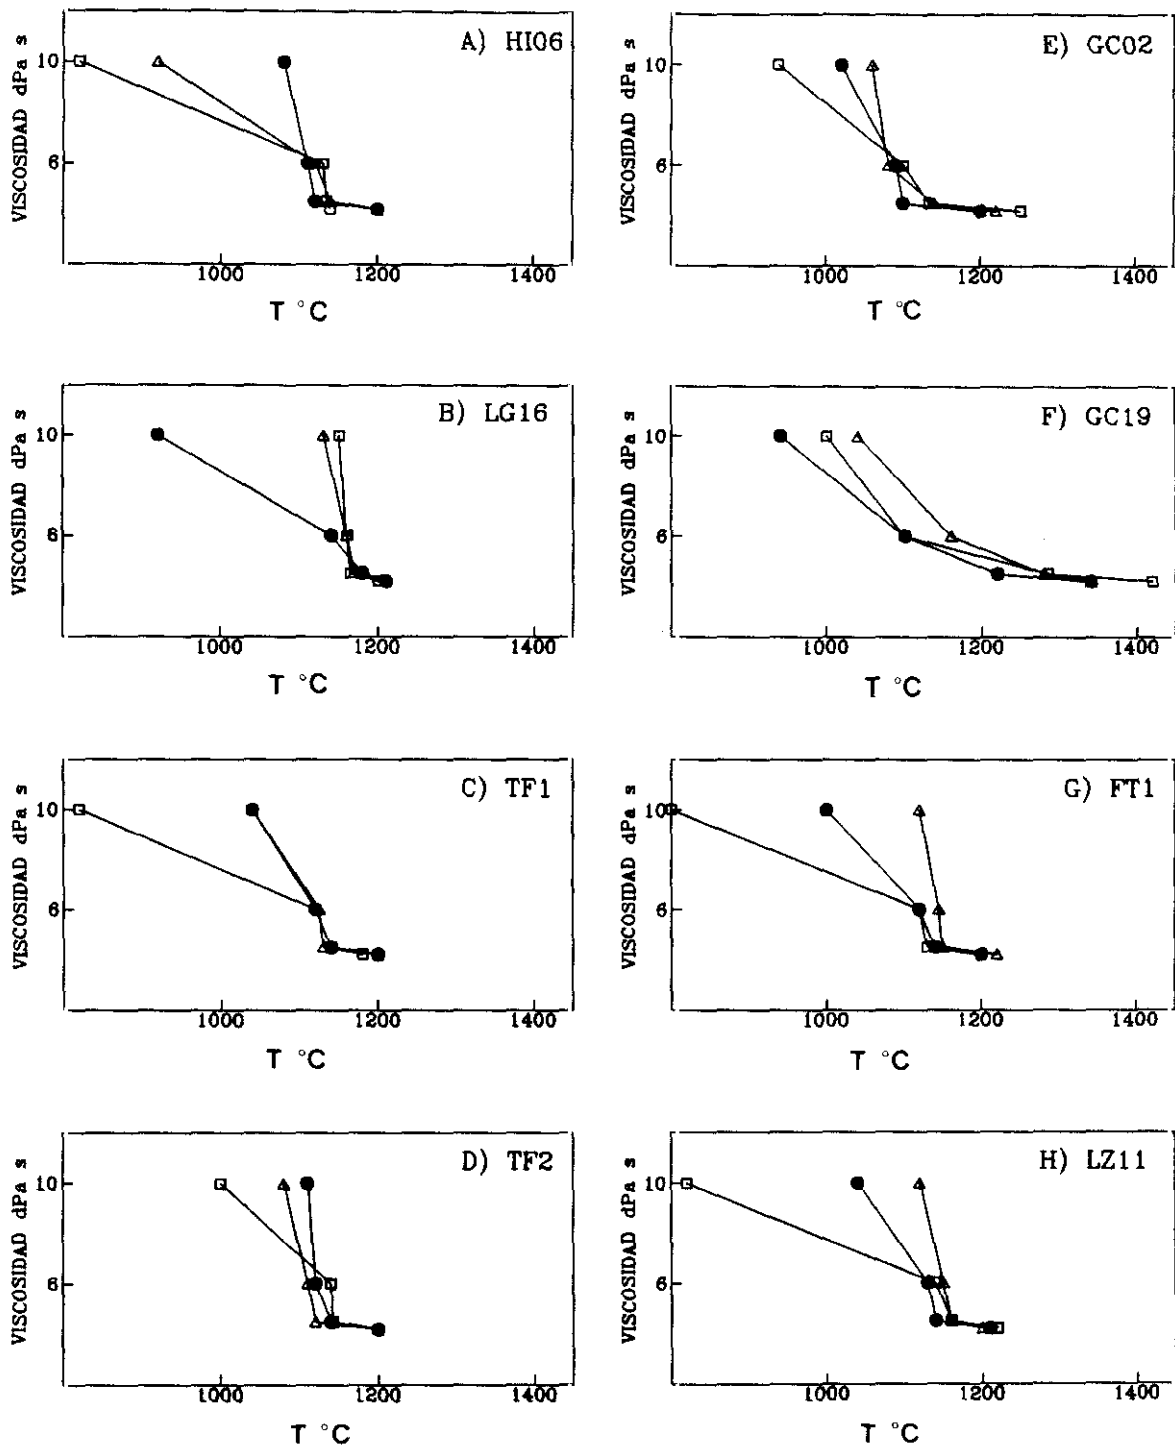 A) HI06
VISCOSIDAD dPa s
10
6
1000
1200
1400
T °C
E) GC02
VISCOSIDAD dPa s
10
6
1000
1200
1400
T °C
B) LG16
VISCOSIDAD dPa s
10
6
1000
1200
1400
T °C
F) GC19
VISCOSIDAD dPa s
10
6
1000
1200
1400
T °C
C) TF1
VISCOSIDAD dPa s
10
6
1000
1200
1400
T °C
G) FT1
VISCOSIDAD dPa s
10
6
1000
1200
1400
T °C
D) TF2
VISCOSIDAD dPa s
10
6
1000
1200
1400
T °C
H) LZ11
VISCOSIDAD dPa s
10
6
1000
1200
1400
T °C